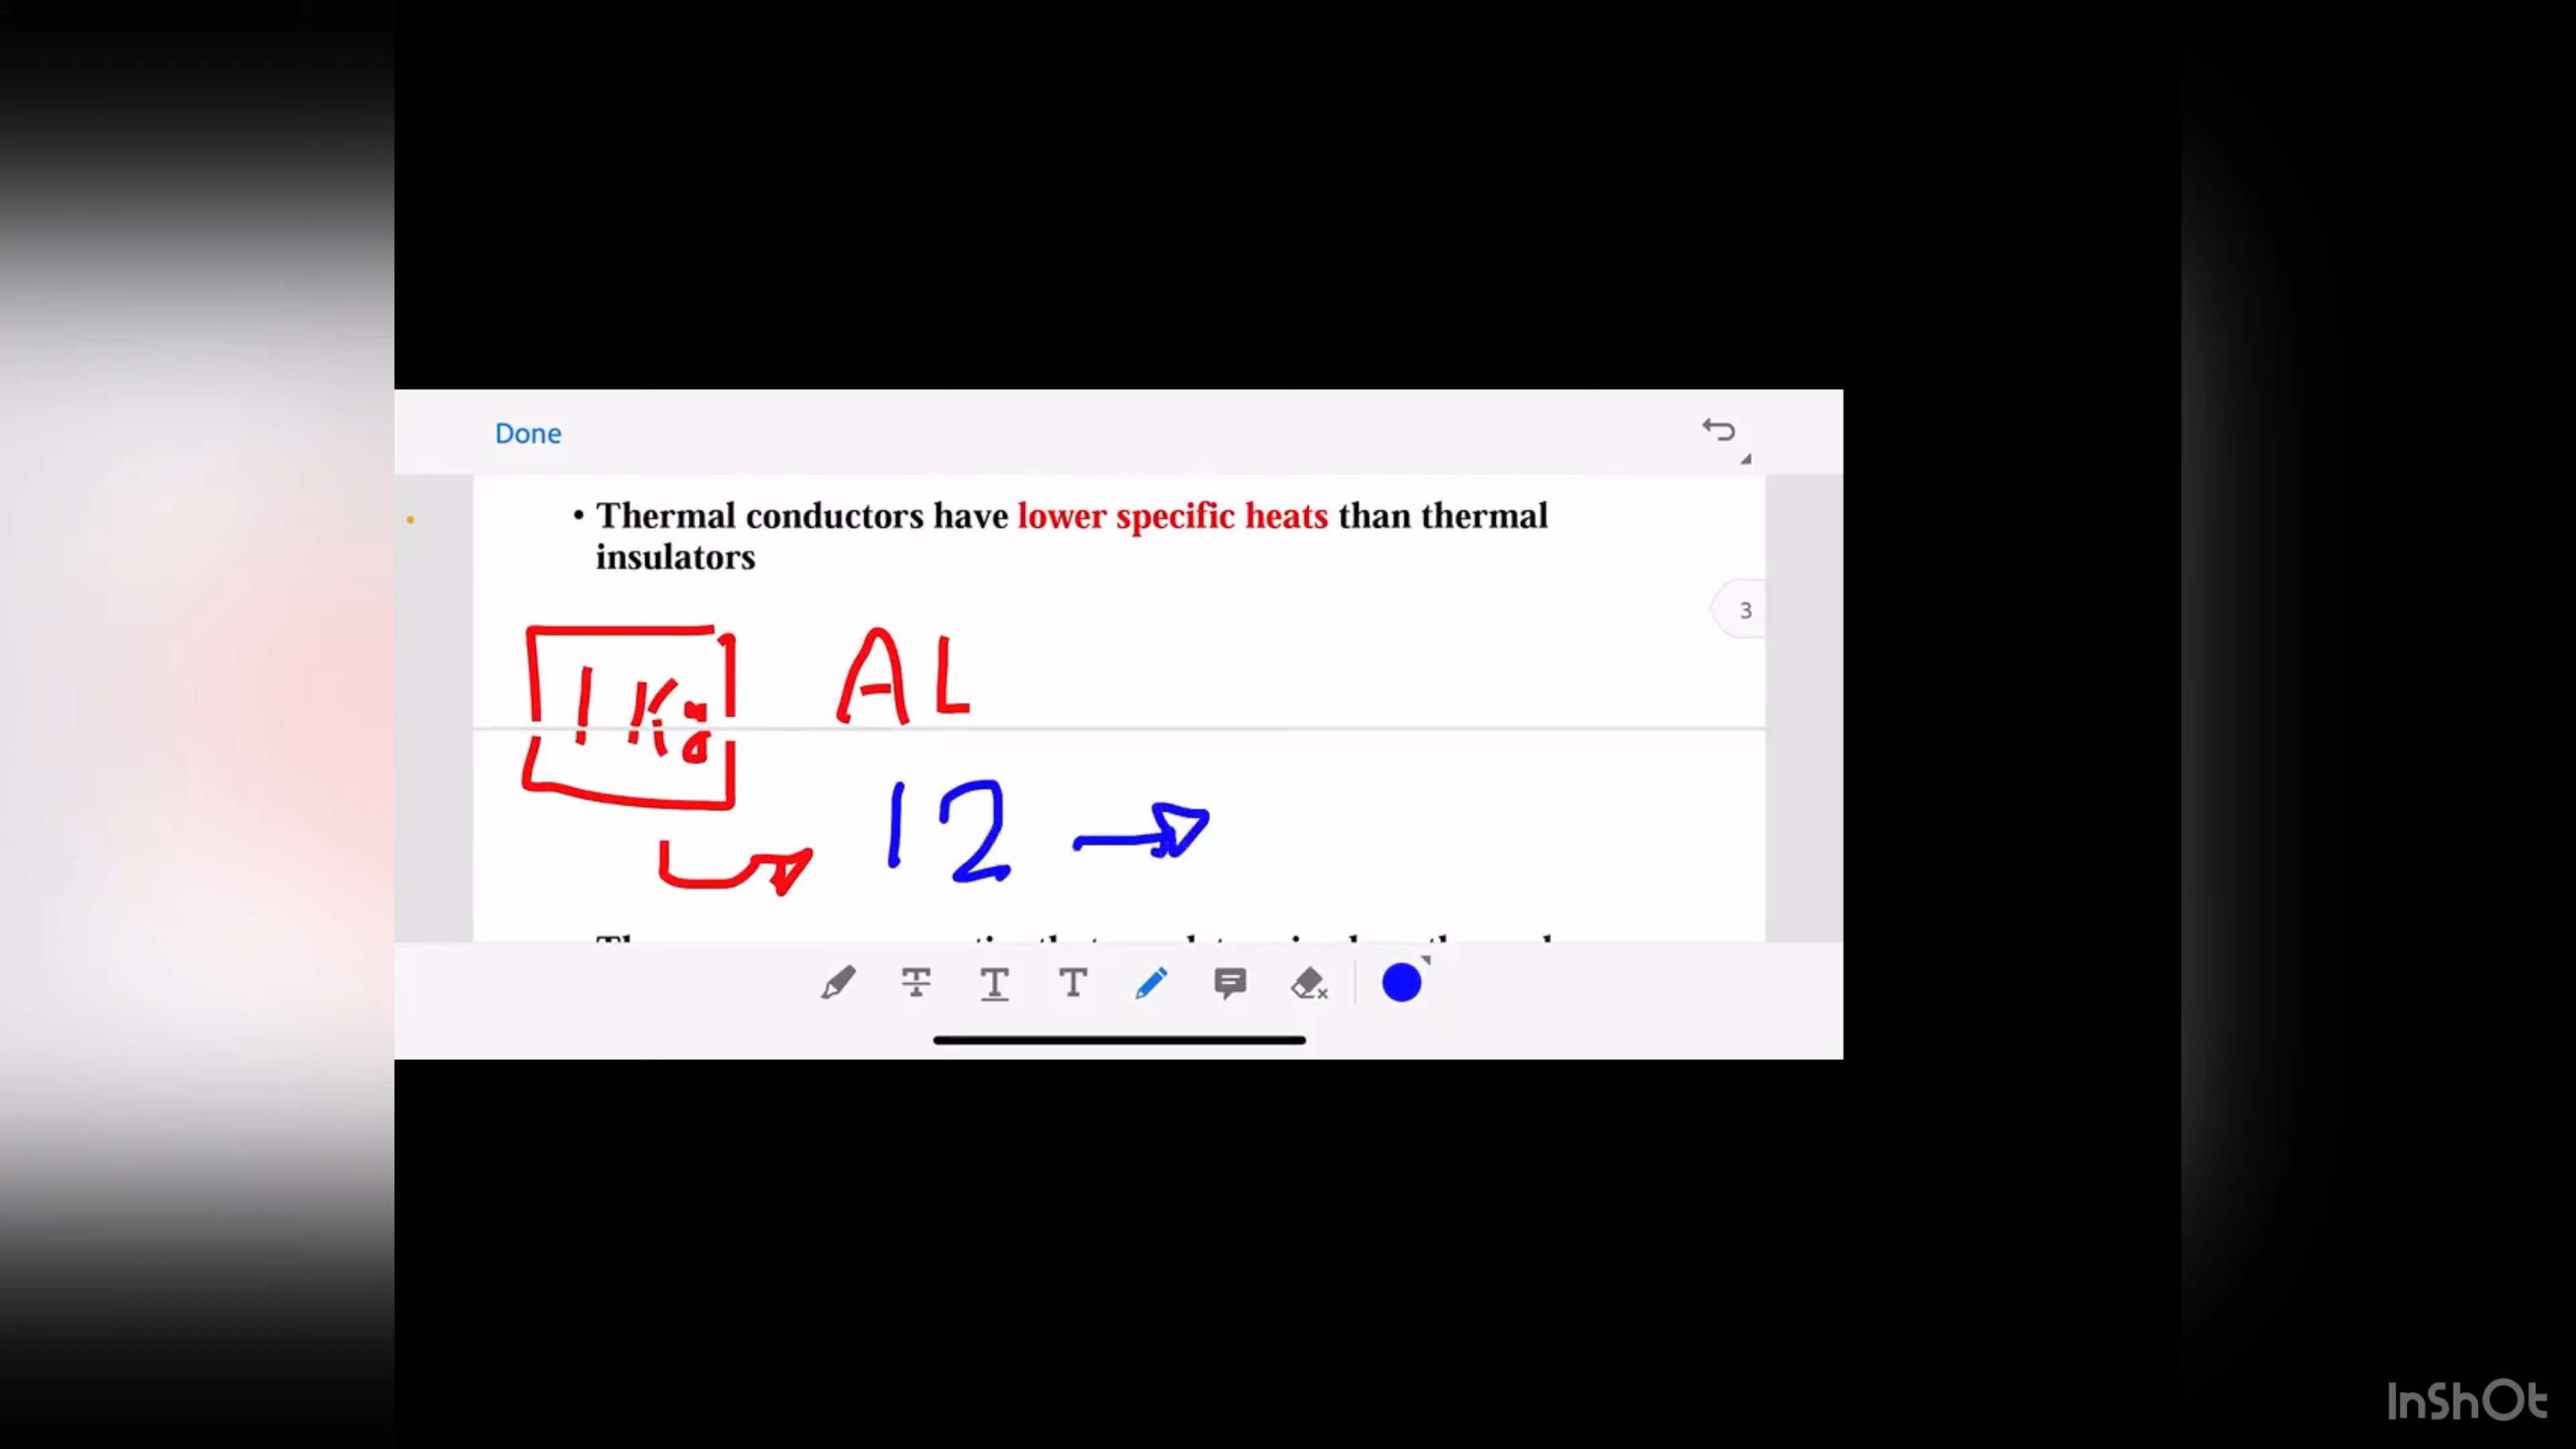 Done
• Thermal conductors have lower specific heats than thermal
insulators
3
1 Kg AL
12 →
InShOt